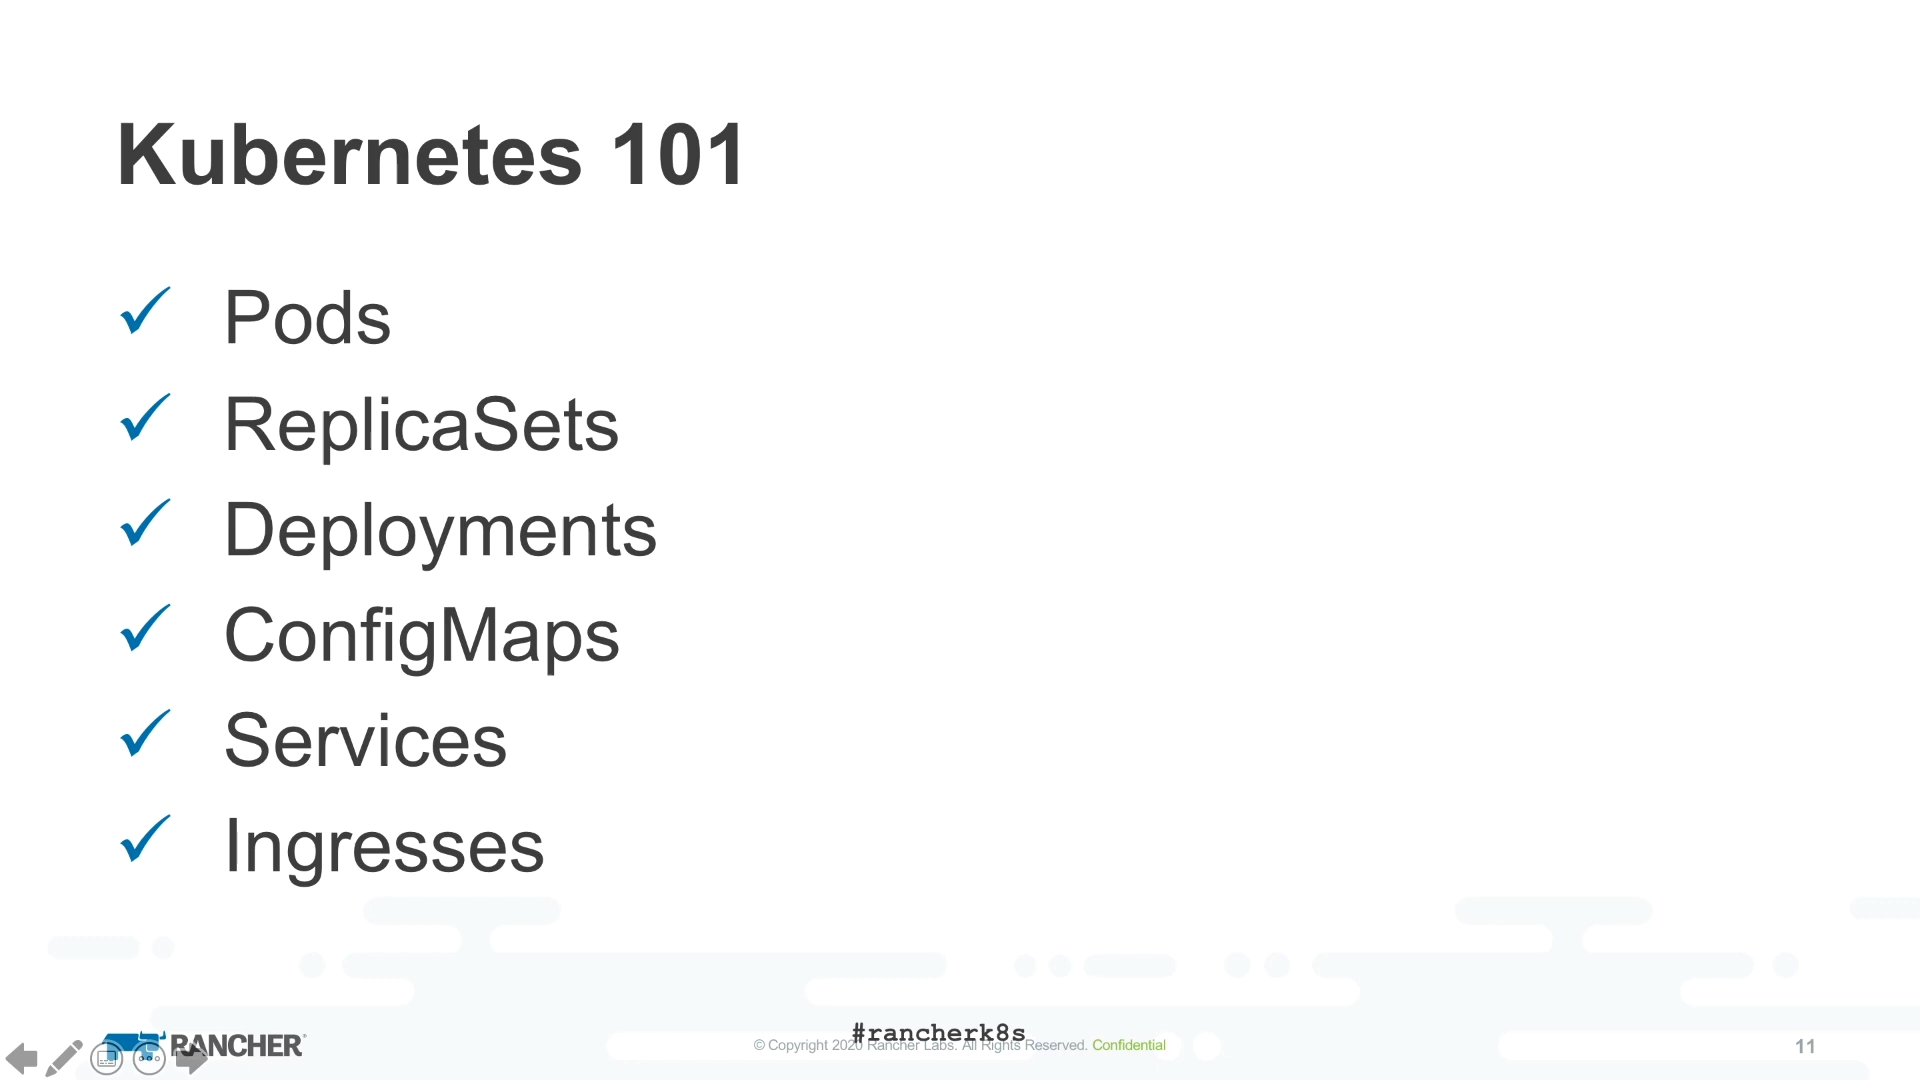 Kubernetes 101
Pods
ReplicaSets
Deployments
ConfigMaps
Services
Ingresses
RANCHER
#rancherk8s
© Copyright 2020 Rancher Labs. All Rights Reserved. Confidential
11